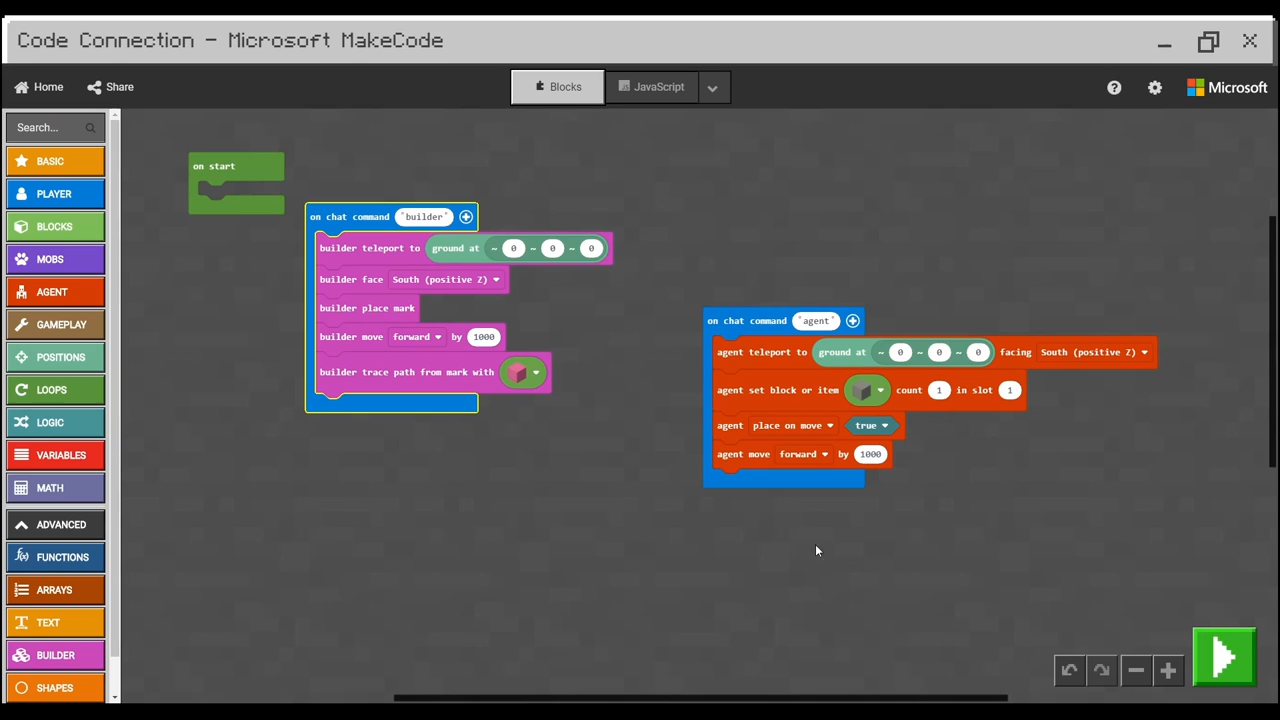 Code Connection - Microsoft MakeCode
Home Share Blocks JavaScript Microsoft
Search...
BASIC
PLAYER
BLOCKS
MOBS
AGENT
GAMEPLAY
POSITIONS
LOOPS
LOGIC
VARIABLES
MATH
ADVANCED
FUNCTIONS
ARRAYS
TEXT
BUILDER
SHAPES
on start
on chat command "builder"
builder teleport to ground at ~ 0 ~ 0 ~ 0
builder face South (positive Z)
builder place mark
builder move forward by 1000
builder trace path from mark with
on chat command "agent"
agent teleport to ground at ~ 0 ~ 0 ~ 0 facing South (positive Z)
agent set block or item count 1 in slot 1
agent place on move true
agent move forward by 1000